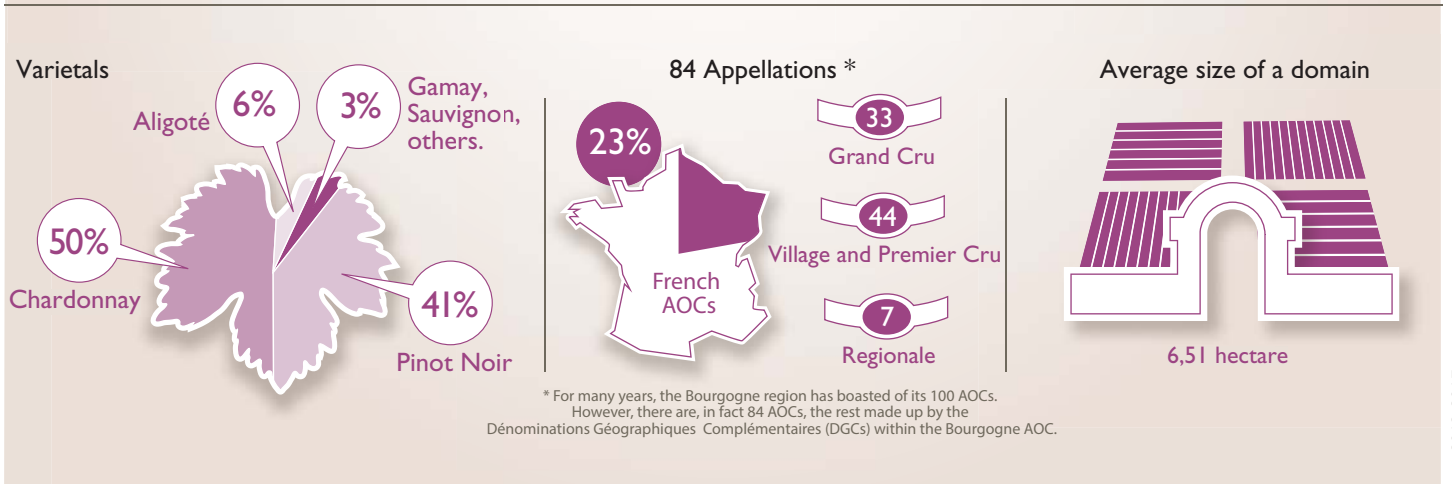 Varietals
6%
Aligoté
3%
Gamay,
Sauvignon,
others.
50%
Chardonnay
41%
Pinot Noir
84 Appellations *
23%
French
AOCs
33
Grand Cru
44
Village and Premier Cru
7
Regionale
* For many years, the Bourgogne region has boasted of its 100 AOCs.
However, there are, in fact 84 AOCs, the rest made up by the
Dénominations Géographiques Complémentaires (DGCs) within the Bourgogne AOC.
Average size of a domain
6,51 hectare